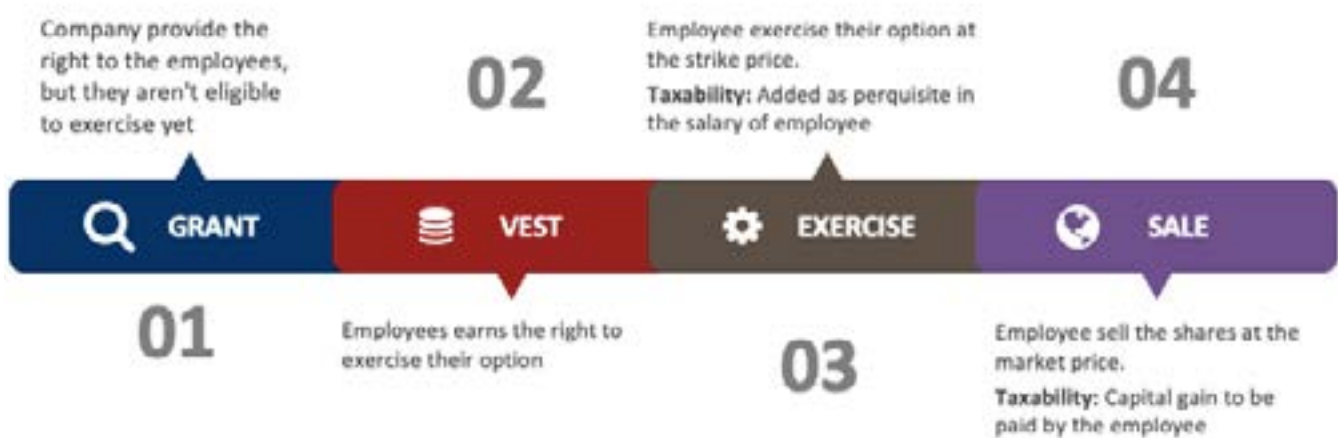 Company provide the
right to the employees,
but they aren't eligible
to exercise yet
02
Employee exercise their option at
the strike price.
Taxability: Added as perquisite in
the salary of employee
04
GRANT
VEST
EXERCISE
SALE
01
Employees earns the right to
exercise their option
03
Employee sell the shares at the
market price.
Taxability: Capital gain to be
paid by the employee